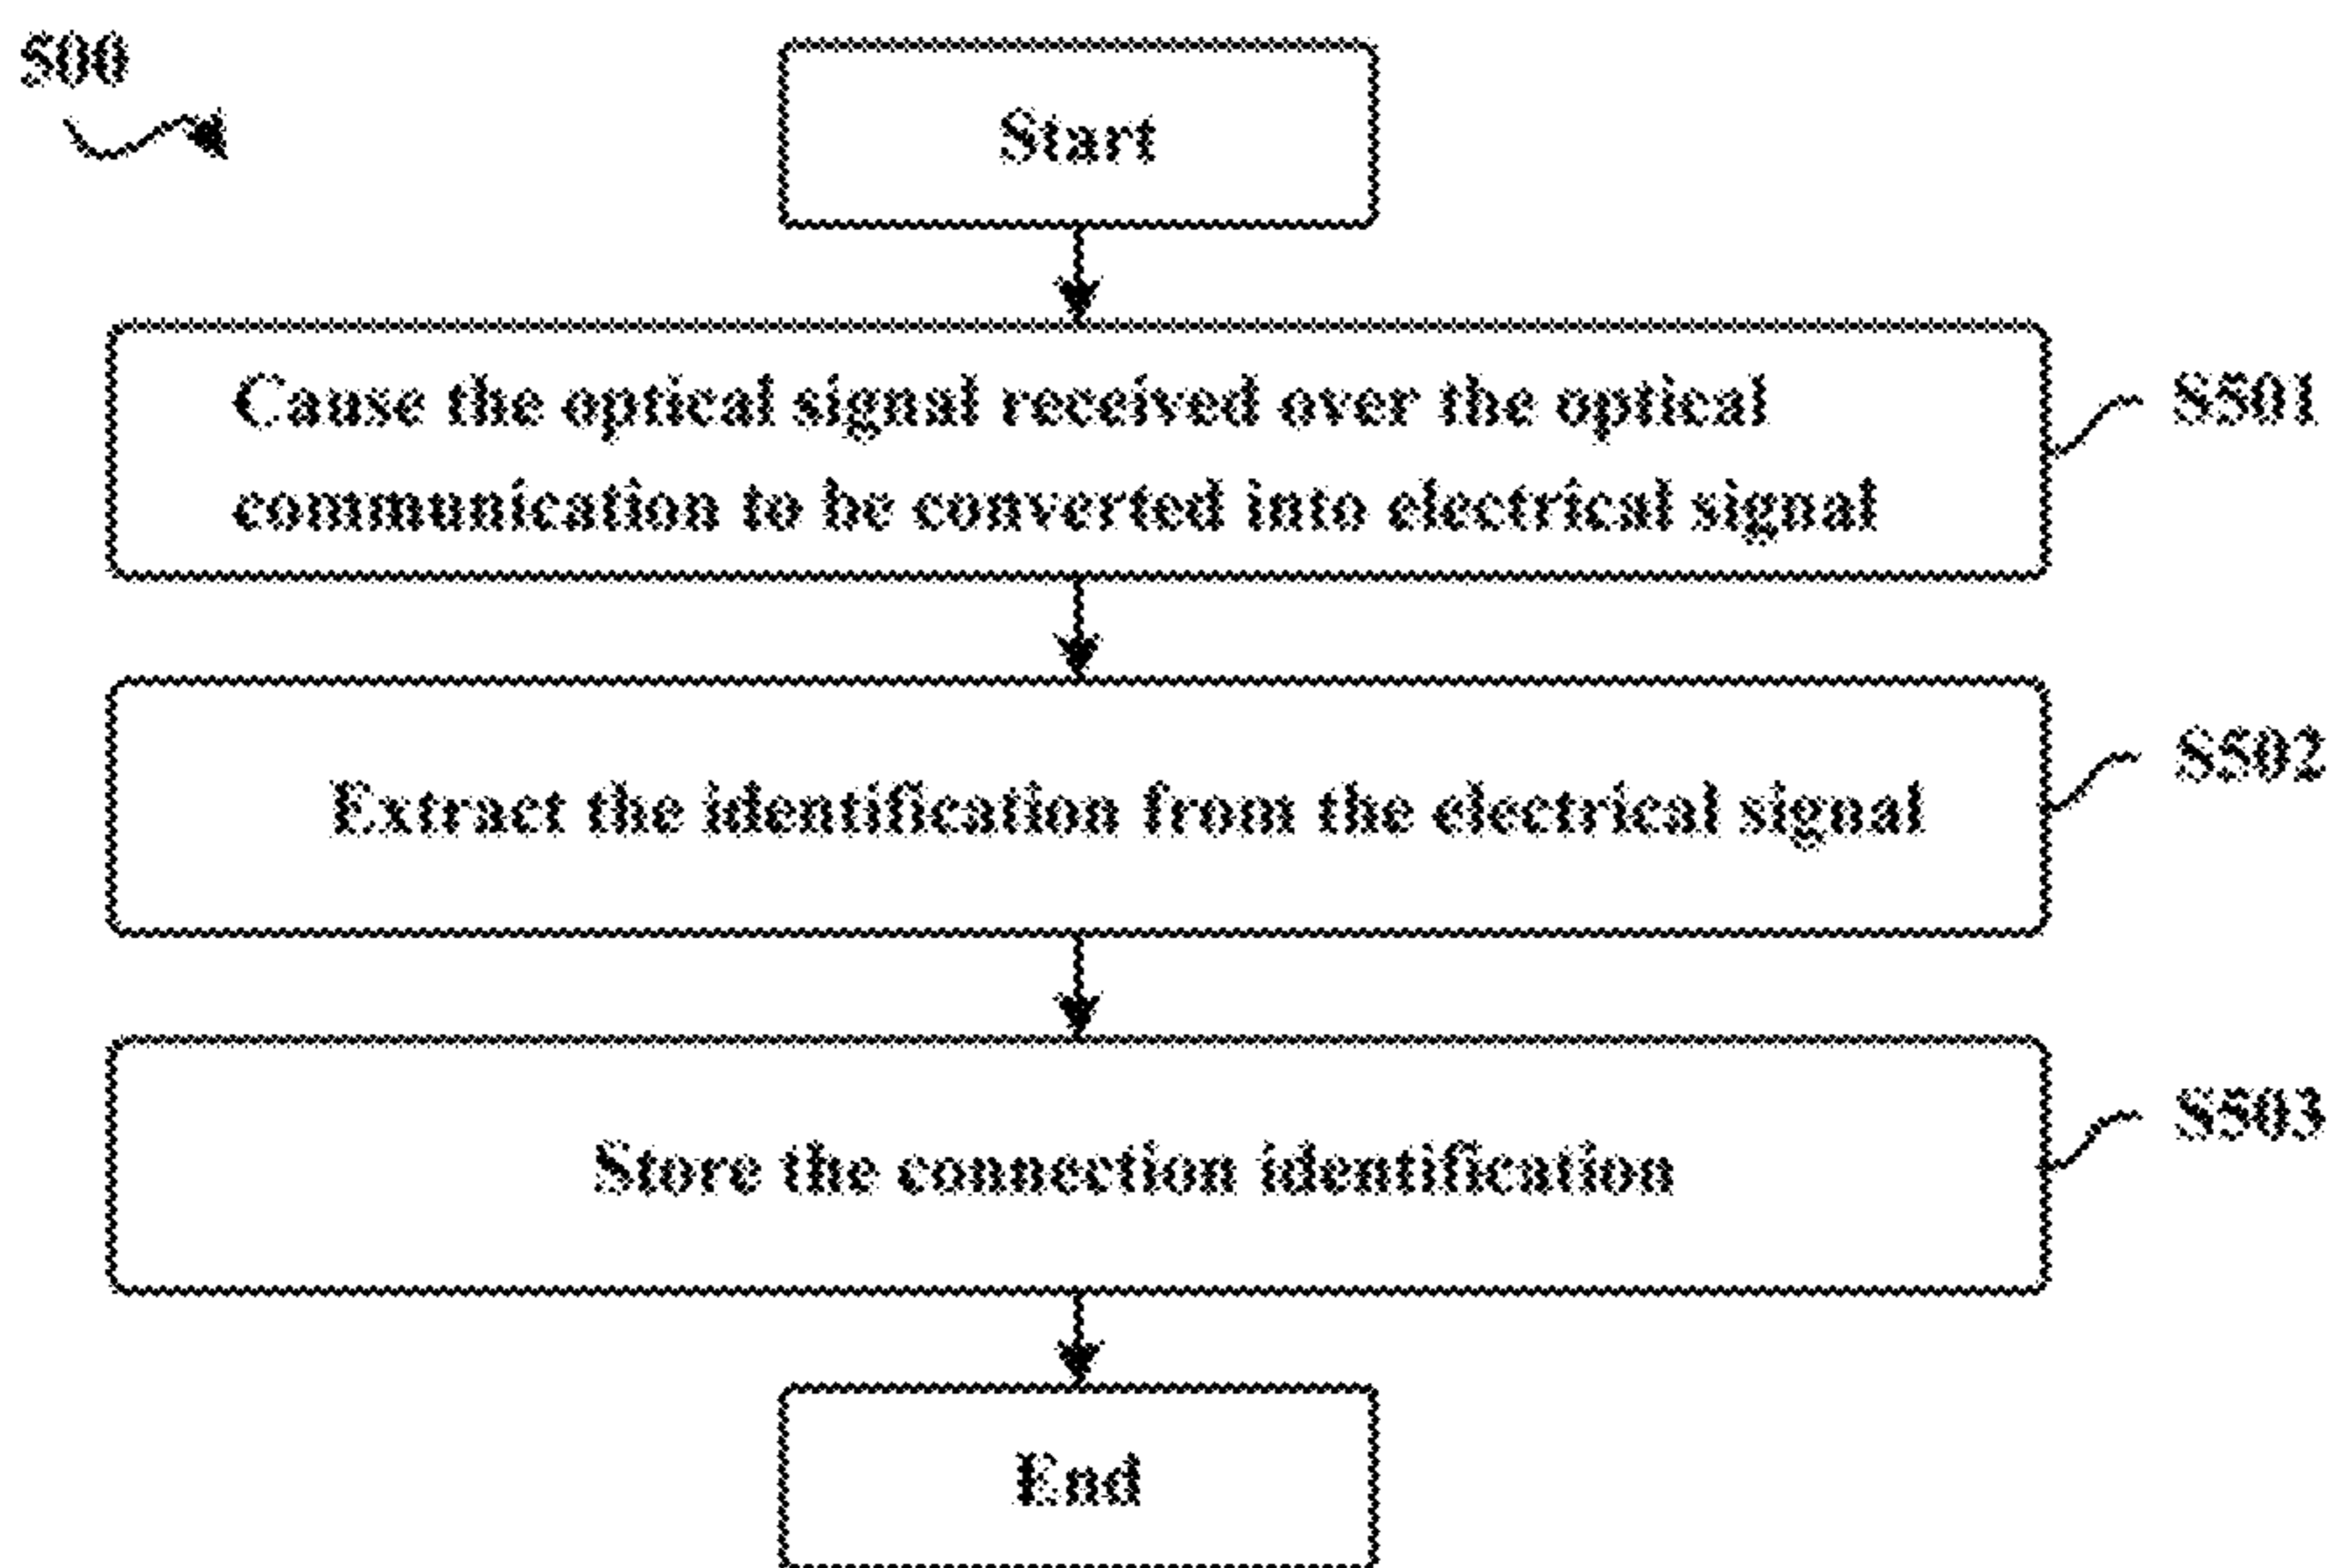 500
Start
Cause the optical signal received over the optical
communication to be converted into electrical signal
S501
Extract the identification from the electrical signal
S502
Store the connection identification
S503
End